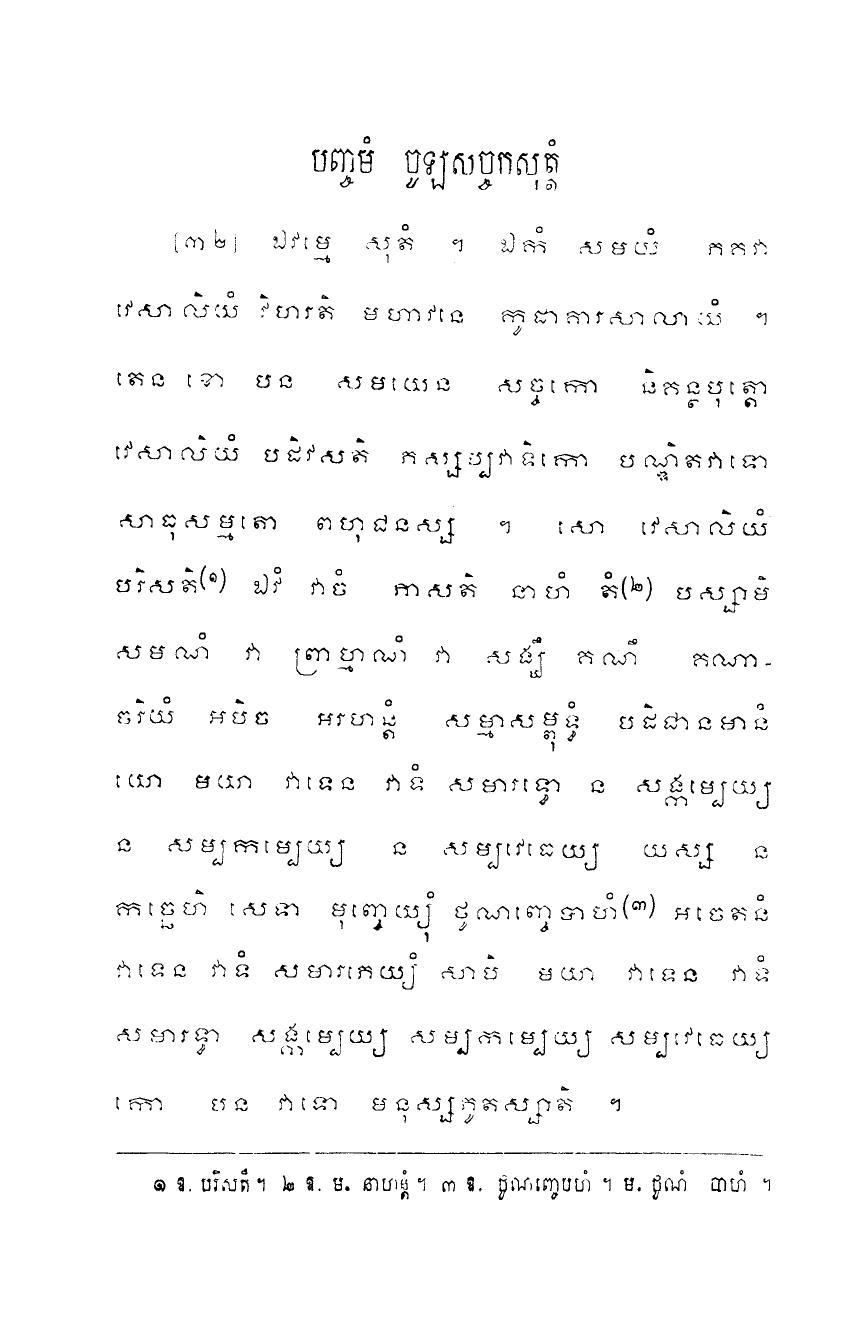 បញ្ចមំ ចូឡសច្ចកសុត្តំ
[៣២] ឯវម្មេ សុតំ ។ ឯកំ សមយំ ភគវា
វេសាលិយំ វិហរតិ មហាវនេ កូដាគារសាលាយំ ។
តេន ខោ បន សមយេន សច្ចកោ និគន្ថបុត្តោ
វេសាលិយំ បដិវសតិ ភស្សប្បវាទិកោ បណ្ឌិតវាទោ
សាធុសម្មតោ ពហុជនស្ស ។ សោ វេសាលិយំ
បរិសតិ(១) ឯវំ វាចំ ភាសតិ នាហំ តំ(២) បស្សាមិ
សមណំ វា ព្រាហ្មណំ វា សង្ឃឹ គណឹ គណា-
ចរិយំ អបិច អរហន្តំ សម្មាសម្ពុទ្ធំ បដិជានមានំ
យោ មយា វាទេន វាទំ សមារទ្ធោ ន សង្កម្បេយ្យ
ន សម្បកម្បេយ្យ ន សម្បវេធេយ្យ យស្ស ន
កច្ឆេហិ សេទា មុញ្ចេយ្យុំ ថូណញ្ចេបាហំ(៣) អចេតនំ
វាទេន វាទំ សមារភេយ្យំ សាបិ មយា វាទេន វាទំ
សមារទ្ធា សង្កម្បេយ្យ សម្បកម្បេយ្យ សម្បវេធេយ្យ
កោ បន វាទោ មនុស្សភូតស្សាតិ ។
១ ឱ. បរិសតឹ ។ ២ ឱ. ម. នាហន្តំ ។ ៣ ឱ. ថូណញ្ចេបហំ ។ ម. ថូណំ បាហំ ។